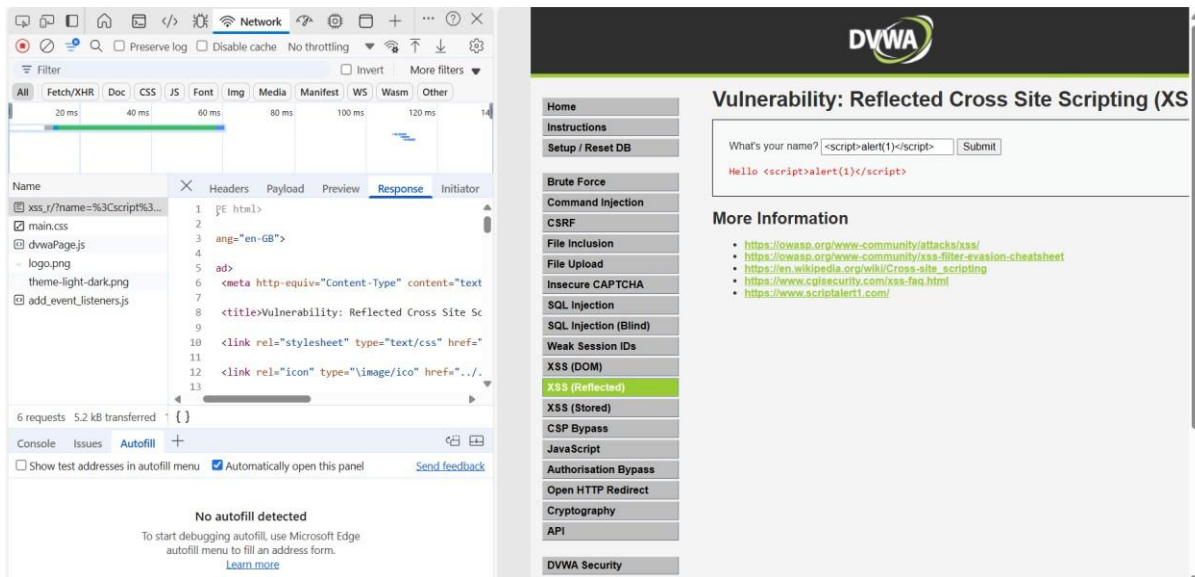 Network
Preserve log
Disable cache
No throttling
Filter
Invert
More filters
All
Fetch/XHR
Doc
CSS
JS
Font
Img
Media
Manifest
WS
Wasm
Other
20 ms
40 ms
60 ms
80 ms
100 ms
120 ms
Name
Headers
Payload
Preview
Response
Initiator
xss_r/?name=%3Cscript%3...
main.css
dvwaPage.js
logo.png
theme-light-dark.png
add_event_listeners.js
1 PE html>
2
3 ang="en-GB">
4
5 ad>
6 <meta http-equiv="Content-Type" content="text
7
8 <title>Vulnerability: Reflected Cross Site Sc
9
10 <link rel="stylesheet" type="text/css" href="
11
12 <link rel="icon" type="\image/ico" href="../.
13
6 requests
5.2 kB transferred
{ }
Console
Issues
Autofill
Show test addresses in autofill menu
Automatically open this panel
Send feedback
No autofill detected
To start debugging autofill, use Microsoft Edge
autofill menu to fill an address form.
Learn more
DVWA
Home
Instructions
Setup / Reset DB
Brute Force
Command Injection
CSRF
File Inclusion
File Upload
Insecure CAPTCHA
SQL Injection
SQL Injection (Blind)
Weak Session IDs
XSS (DOM)
XSS (Reflected)
XSS (Stored)
CSP Bypass
JavaScript
Authorisation Bypass
Open HTTP Redirect
Cryptography
API
DVWA Security
Vulnerability: Reflected Cross Site Scripting (XS
What's your name? <script>alert(1)</script> Submit
Hello <script>alert(1)</script>
More Information
https://owasp.org/www-community/attacks/xss/
https://owasp.org/www-community/xss-filter-evasion-cheatsheet
https://en.wikipedia.org/wiki/Cross-site_scripting
https://www.cgisecurity.com/xss-faq.html
https://www.scriptalert1.com/